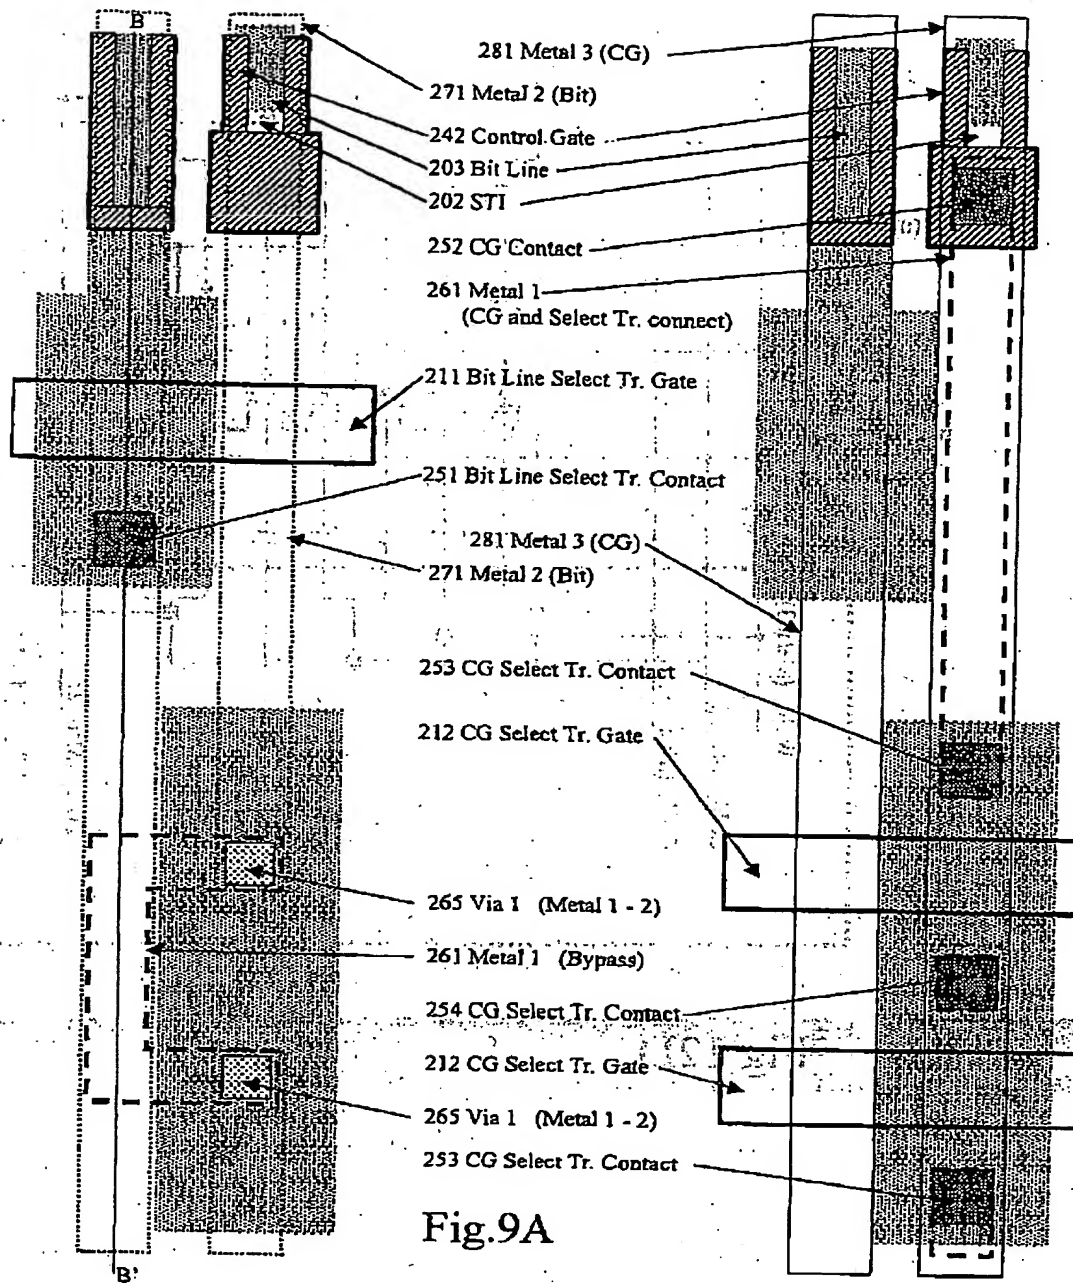 B
281 Metal 3 (CG)
271 Metal 2 (Bit)
242 Control Gate
203 Bit Line
202 STI
252 CG Contact
261 Metal 1
(CG and Select Tr. connect)
211 Bit Line Select Tr. Gate
251 Bit Line Select Tr. Contact
281 Metal 3 (CG)
271 Metal 2 (Bit)
253 CG Select Tr. Contact
212 CG Select Tr. Gate
265 Via 1 (Metal 1 - 2)
261 Metal 1 (Bypass)
254 CG Select Tr. Contact
212 CG Select Tr. Gate
265 Via 1 (Metal 1 - 2)
253 CG Select Tr. Contact
Fig.9A
B'